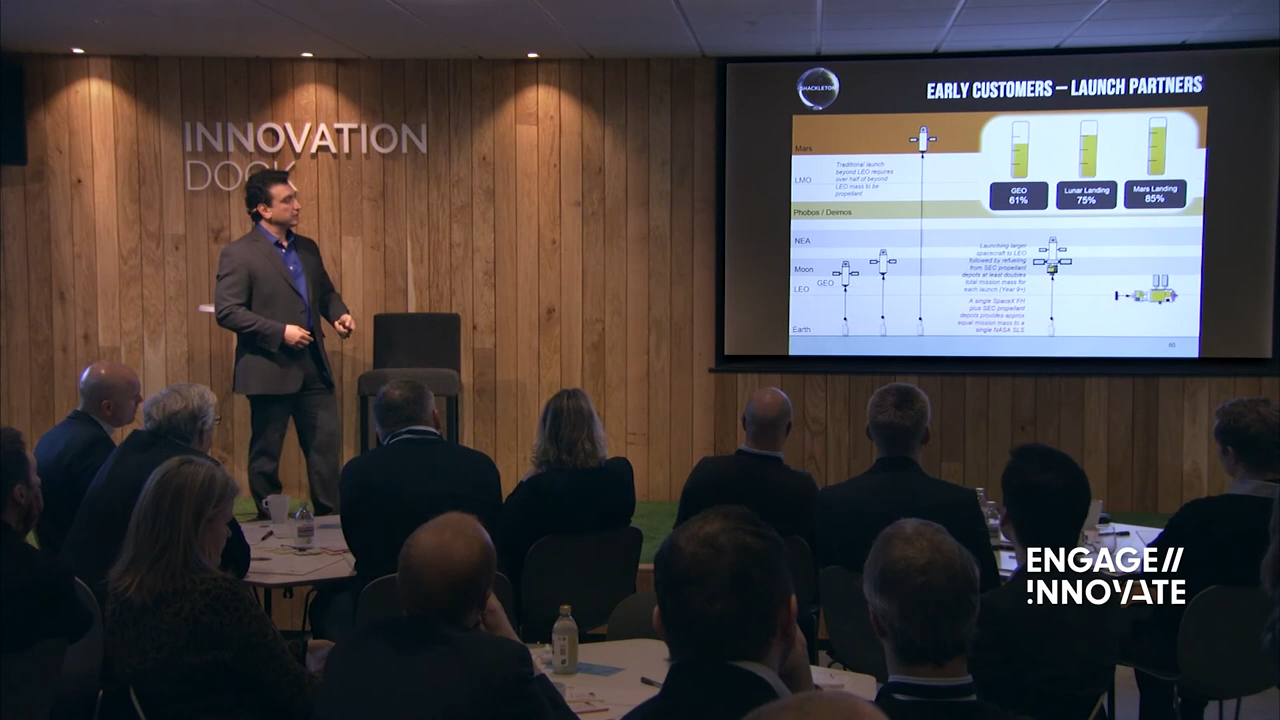 INNOVATION
DOCK
SHACKLETON
EARLY CUSTOMERS – LAUNCH PARTNERS
Mars
Traditional launch
beyond LEO requires
over half of beyond
LEO mass to be
propellant
LMO
GEO
61%
Lunar Landing
75%
Mars Landing
85%
Phobos / Deimos
NEA
Moon
GEO
LEO
Earth
Launching larger
spacecraft to LEO
followed by refueling
from SEC propellant
depots at least doubles
total mission mass for
each launch (Year 9+)
A single SpaceX FH
plus SEC propellant
depots provides approx
equal mission mass to a
single NASA SLS
60
ENGAGE//
!NNOVATE